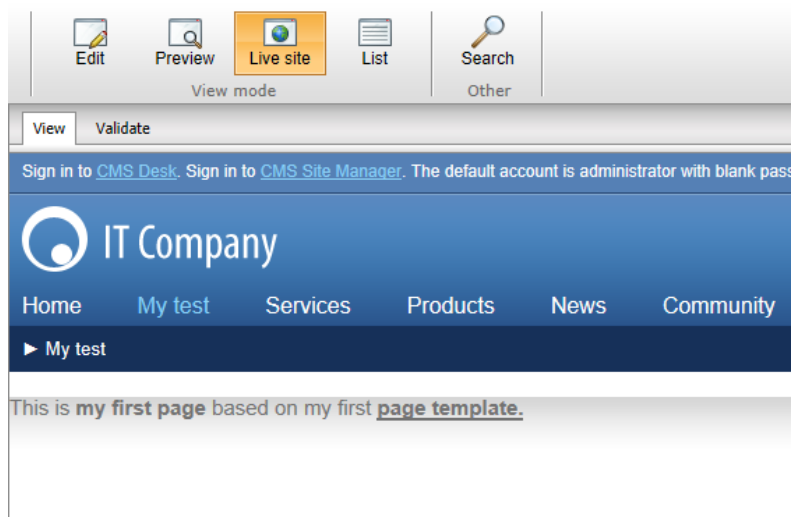 Edit Preview Live site List Search
View mode Other
View Validate
Sign in to CMS Desk. Sign in to CMS Site Manager. The default account is administrator with blank pass
IT Company
Home My test Services Products News Community
► My test
This is my first page based on my first page template.